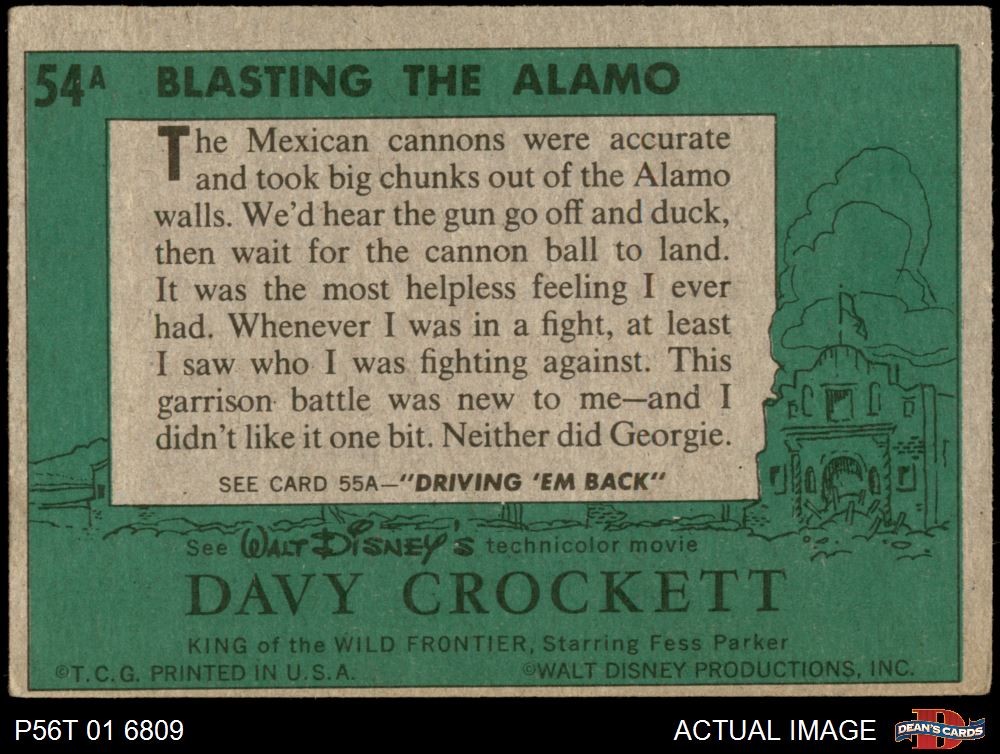 54A BLASTING THE ALAMO
The Mexican cannons were accurate
and took big chunks out of the Alamo
walls. We'd hear the gun go off and duck,
then wait for the cannon ball to land.
It was the most helpless feeling I ever
had. Whenever I was in a fight, at least
I saw who I was fighting against. This
garrison battle was new to me—and I
didn't like it one bit. Neither did Georgie.
SEE CARD 55A—"DRIVING 'EM BACK"
See WALT DISNEY'S technicolor movie
DAVY CROCKETT
KING of the WILD FRONTIER, Starring Fess Parker
©T.C.G. PRINTED IN U.S.A. ©WALT DISNEY PRODUCTIONS, INC.
P56T 01 6809 ACTUAL IMAGE D DEAN'S CARDS